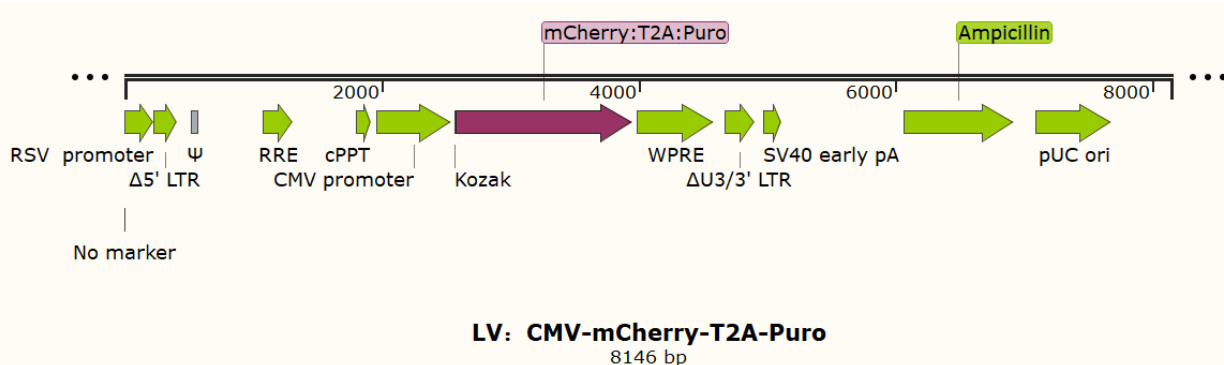 mCherry:T2A:Puro Ampicillin
2000 4000 6000 8000
RSV promoter Ψ RRE cPPT WPRE SV40 early pA pUC ori
Δ5' LTR CMV promoter Kozak ΔU3/3' LTR
No marker
LV：CMV-mCherry-T2A-Puro
8146 bp